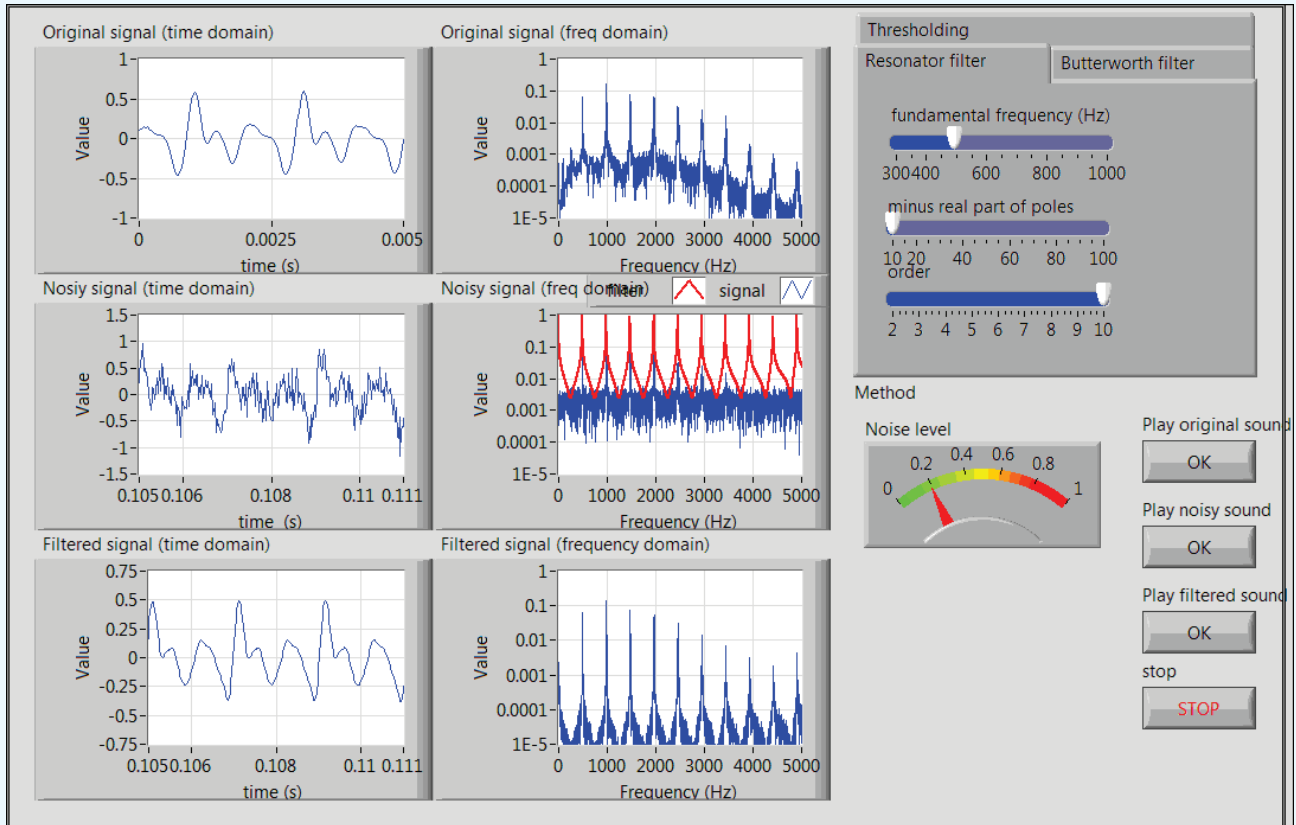 Original signal (time domain)
Value
1
0.5
0
-0.5
-1
0 0.0025 0.005
time (s)
Original signal (freq domain)
Value
1
0.1
0.01
0.001
0.0001
1E-5
0 1000 2000 3000 4000 5000
Frequency (Hz)
Thresholding
Resonator filter
Butterworth filter
fundamental frequency (Hz)
300 400 600 800 1000
minus real part of poles
10 20 40 60 80 100
order
2 3 4 5 6 7 8 9 10
Nosiy signal (time domain)
Value
1.5
1
0.5
0
-0.5
-1
-1.5
0.105 0.106 0.108 0.11 0.111
time (s)
Noisy signal (freq domain)
filter signal
Value
1
0.1
0.01
0.001
0.0001
1E-5
0 1000 2000 3000 4000 5000
Frequency (Hz)
Method
Noise level
0 0.2 0.4 0.6 0.8 1
Play original sound
OK
Play noisy sound
OK
Play filtered sound
OK
stop
STOP
Filtered signal (time domain)
Value
0.75
0.5
0.25
0
-0.25
-0.5
-0.75
0.105 0.106 0.108 0.11 0.111
time (s)
Filtered signal (frequency domain)
Value
1
0.1
0.01
0.001
0.0001
1E-5
0 1000 2000 3000 4000 5000
Frequency (Hz)